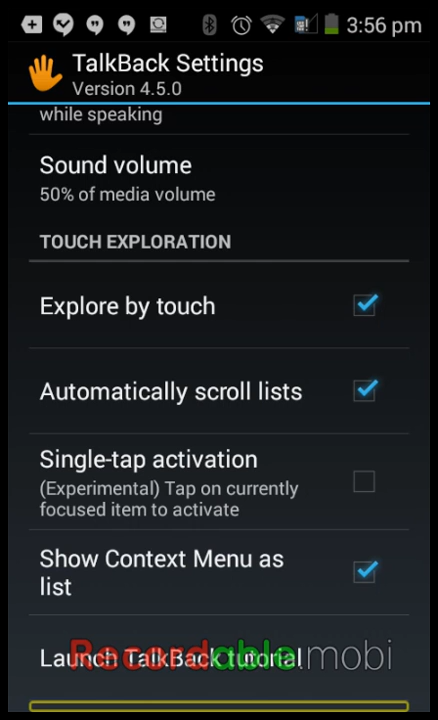 3:56 pm
TalkBack Settings
Version 4.5.0
while speaking
Sound volume
50% of media volume
TOUCH EXPLORATION
Explore by touch
Automatically scroll lists
Single-tap activation
(Experimental) Tap on currently
focused item to activate
Show Context Menu as
list
Launch TalkBack tutorial
Recordable.mobi